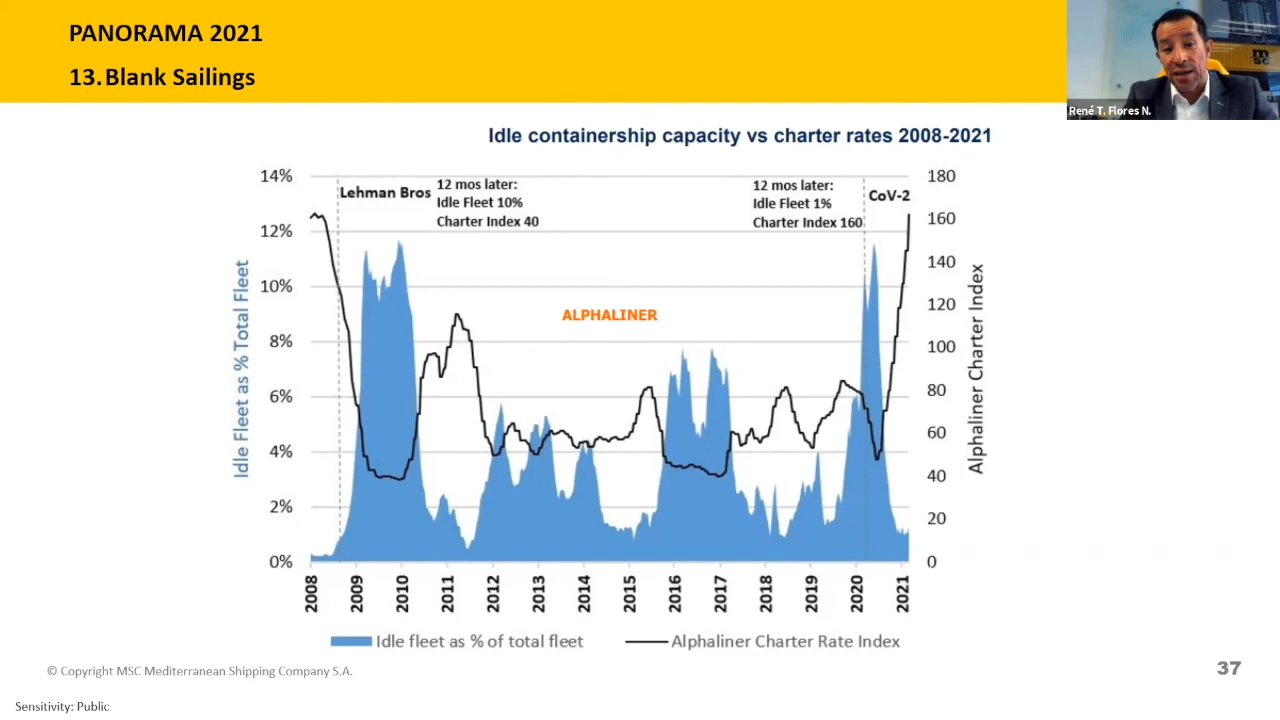 PANORAMA 2021
13. Blank Sailings
msc
René T. Flores N.
Idle containership capacity vs charter rates 2008-2021
14%
12%
10%
8%
6%
4%
2%
0%
Idle Fleet as % Total Fleet
Lehman Bros
12 mos later:
Idle Fleet 10%
Charter Index 40
ALPHALINER
12 mos later:
Idle Fleet 1%
Charter Index 160
CoV-2
180
160
140
120
100
80
60
40
20
0
Alphaliner Charter Index
2008 2009 2010 2011 2012 2013 2014 2015 2016 2017 2018 2019 2020 2021
Idle fleet as % of total fleet
Alphaliner Charter Rate Index
© Copyright MSC Mediterranean Shipping Company S.A.
37
Sensitivity: Public